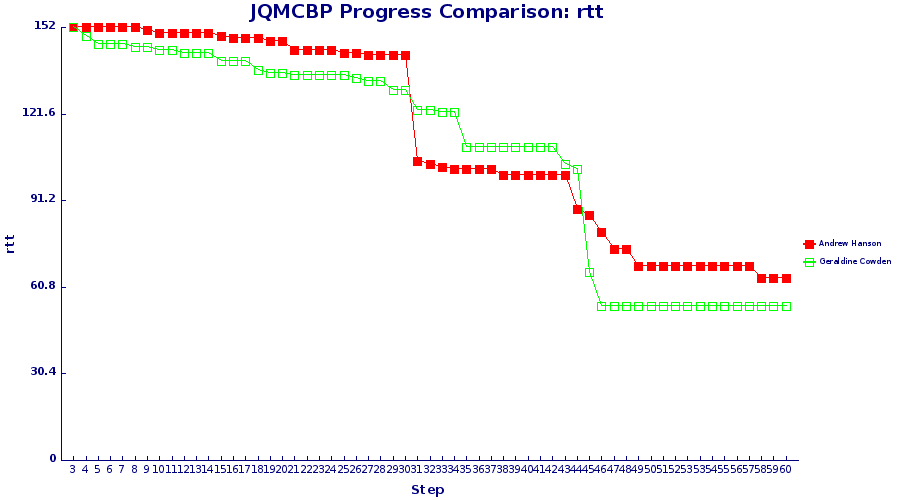 JQMCBP Progress Comparison: rtt
152
121.6
91.2
60.8
30.4
0
rtt
3 4 5 6 7 8 9 10 11 12 13 14 15 16 17 18 19 20 21 22 23 24 25 26 27 28 29 30 31 32 33 34 35 36 37 38 39 40 41 42 43 44 45 46 47 48 49 50 51 52 53 54 55 56 57 58 59 60
Step
Andrew Hanson
Geraldine Cowden